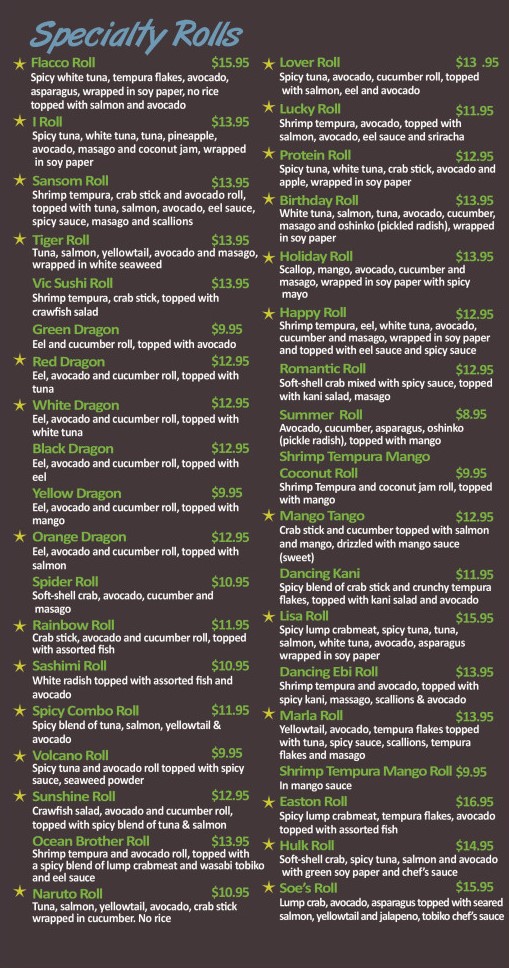 Specialty Rolls
Flacco Roll $15.95
Spicy white tuna, tempura flakes, avocado,
asparagus, wrapped in soy paper, no rice
topped with salmon and avocado
I Roll $13.95
Spicy tuna, white tuna, tuna, pineapple,
avocado, masago and coconut jam, wrapped
in soy paper
Sansom Roll $13.95
Shrimp tempura, crab stick and avocado roll,
topped with tuna, salmon, avocado, eel sauce,
spicy sauce, masago and scallions
Tiger Roll $13.95
Tuna, salmon, yellowtail, avocado and masago,
wrapped in white seaweed
Vic Sushi Roll $13.95
Shrimp tempura, crab stick, topped with
crawfish salad
Green Dragon $9.95
Eel and cucumber roll, topped with avocado
Red Dragon $12.95
Eel, avocado and cucumber roll, topped with
tuna
White Dragon $12.95
Eel, avocado and cucumber roll, topped with
white tuna
Black Dragon $12.95
Eel, avocado and cucumber roll, topped with
eel
Yellow Dragon $9.95
Eel, avocado and cucumber roll, topped with
mango
Orange Dragon $12.95
Eel, avocado and cucumber roll, topped with
salmon
Spider Roll $10.95
Soft-shell crab, avocado, cucumber and
masago
Rainbow Roll $11.95
Crab stick, avocado and cucumber roll, topped
with assorted fish
Sashimi Roll $10.95
White radish topped with assorted fish and
avocado
Spicy Combo Roll $11.95
Spicy blend of tuna, salmon, yellowtail &
avocado
Volcano Roll $9.95
Spicy tuna and avocado roll topped with spicy
sauce, seaweed powder
Sunshine Roll $12.95
Crawfish salad, avocado and cucumber roll,
topped with spicy blend of tuna & salmon
Ocean Brother Roll $13.95
Shrimp tempura and avocado roll, topped with
a spicy blend of lump crabmeat and wasabi tobiko
and eel sauce
Naruto Roll $10.95
Tuna, salmon, yellowtail, avocado, crab stick
wrapped in cucumber. No rice
Lover Roll $13 .95
Spicy tuna, avocado, cucumber roll, topped
with salmon, eel and avocado
Lucky Roll $11.95
Shrimp tempura, avocado, topped with
salmon, avocado, eel sauce and sriracha
Protein Roll $12.95
Spicy tuna, white tuna, crab stick, avocado and
apple, wrapped in soy paper
Birthday Roll $13.95
White tuna, salmon, tuna, avocado, cucumber,
masago and oshinko (pickled radish), wrapped
in soy paper
Holiday Roll $13.95
Scallop, mango, avocado, cucumber and
masago, wrapped in soy paper with spicy
mayo
Happy Roll $12.95
Shrimp tempura, eel, white tuna, avocado,
cucumber and masago, wrapped in soy paper
and topped with eel sauce and spicy sauce
Romantic Roll $12.95
Soft-shell crab mixed with spicy sauce, topped
with kani salad, masago
Summer Roll $8.95
Avocado, cucumber, asparagus, oshinko
(pickle radish), topped with mango
Shrimp Tempura Mango
Coconut Roll $9.95
Shrimp Tempura and coconut jam roll, topped
with mango
Mango Tango $12.95
Crab stick and cucumber topped with salmon
and mango, drizzled with mango sauce
(sweet)
Dancing Kani $11.95
Spicy blend of crab stick and crunchy tempura
flakes, topped with kani salad and avocado
Lisa Roll $15.95
Spicy lump crabmeat, spicy tuna, tuna,
salmon, white tuna, avocado, asparagus
wrapped in soy paper
Dancing Ebi Roll $13.95
Shrimp tempura and avocado, topped with
spicy kani, massago, scallions & avocado
Marla Roll $13.95
Yellowtail, avocado, tempura flakes topped
with tuna, spicy sauce, scallions, tempura
flakes and masago
Shrimp Tempura Mango Roll $9.95
In mango sauce
Easton Roll $16.95
Spicy lump crabmeat, tempura flakes, avocado
topped with assorted fish
Hulk Roll $14.95
Soft-shell crab, spicy tuna, salmon and avocado
with green soy paper and chef's sauce
Soe's Roll $15.95
Lump crab, avocado, asparagus topped with seared
salmon, yellowtail and jalapeno, tobiko chef's sauce